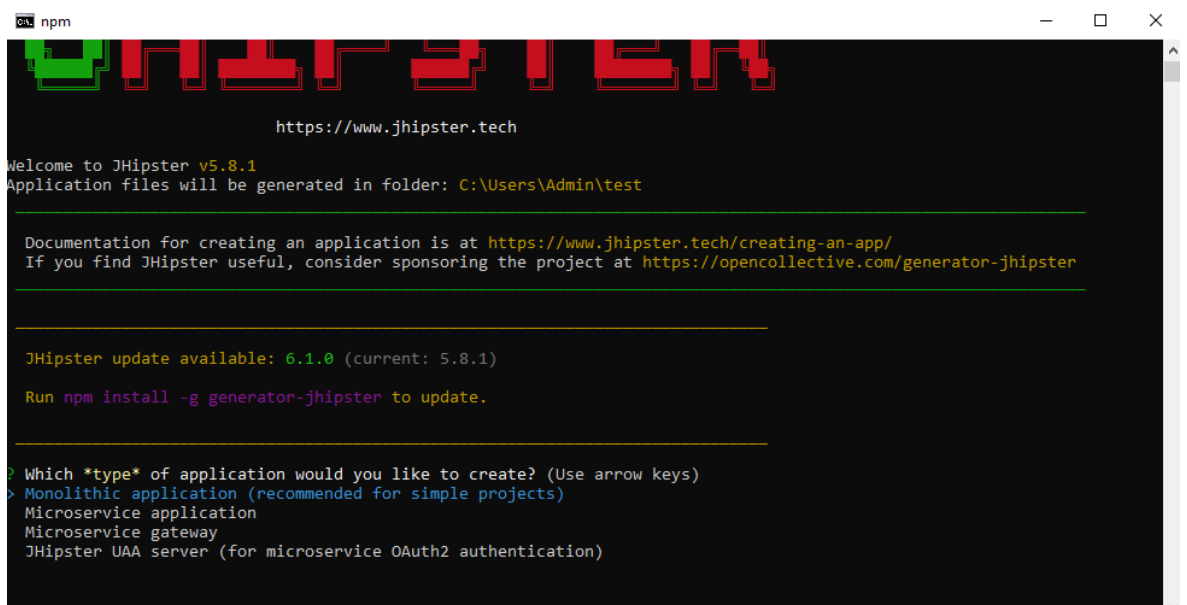 npm
JHIPSTER
https://www.jhipster.tech
Welcome to JHipster v5.8.1
Application files will be generated in folder: C:\Users\Admin\test
Documentation for creating an application is at https://www.jhipster.tech/creating-an-app/
If you find JHipster useful, consider sponsoring the project at https://opencollective.com/generator-jhipster
JHipster update available: 6.1.0 (current: 5.8.1)
Run npm install -g generator-jhipster to update.
? Which *type* of application would you like to create? (Use arrow keys)
> Monolithic application (recommended for simple projects)
Microservice application
Microservice gateway
JHipster UAA server (for microservice OAuth2 authentication)